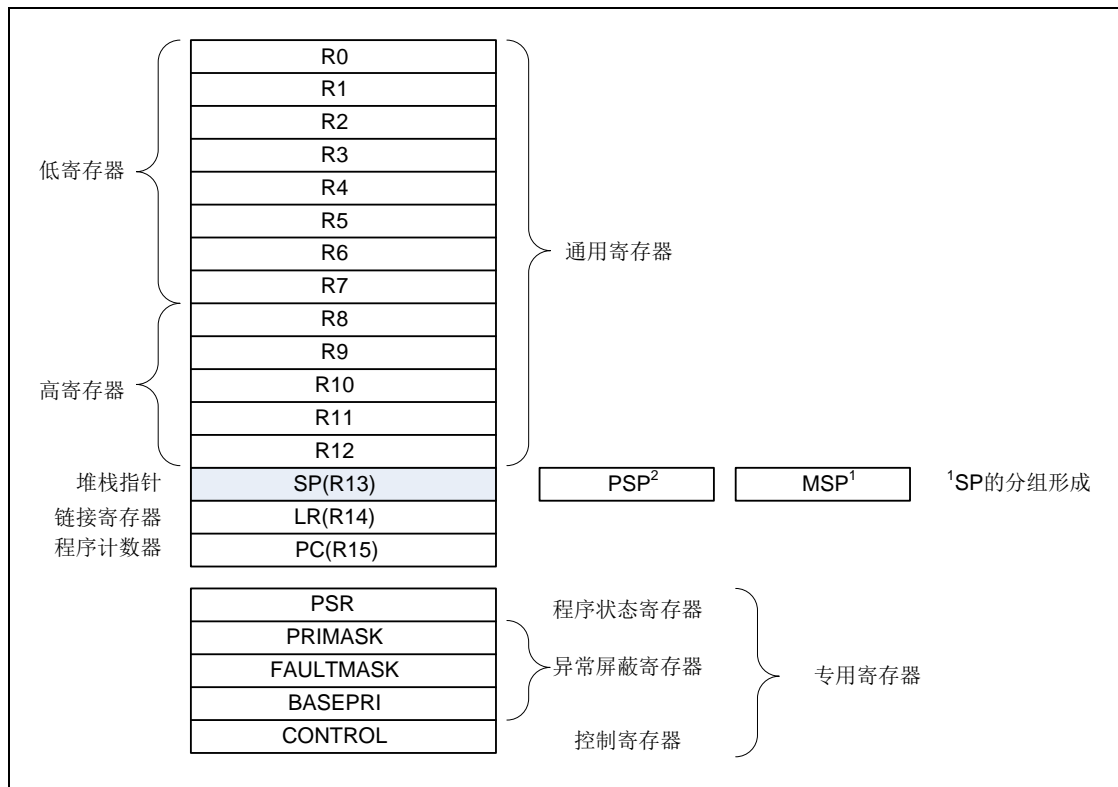 R0
R1
R2
R3
低寄存器
R4
R5
R6
通用寄存器
R7
R8
R9
高寄存器
R10
R11
R12
堆栈指针 SP(R13) PSP² MSP¹ ¹SP的分组形成
链接寄存器 LR(R14)
程序计数器 PC(R15)
PSR 程序状态寄存器
PRIMASK
FAULTMASK 异常屏蔽寄存器 专用寄存器
BASEPRI
CONTROL 控制寄存器